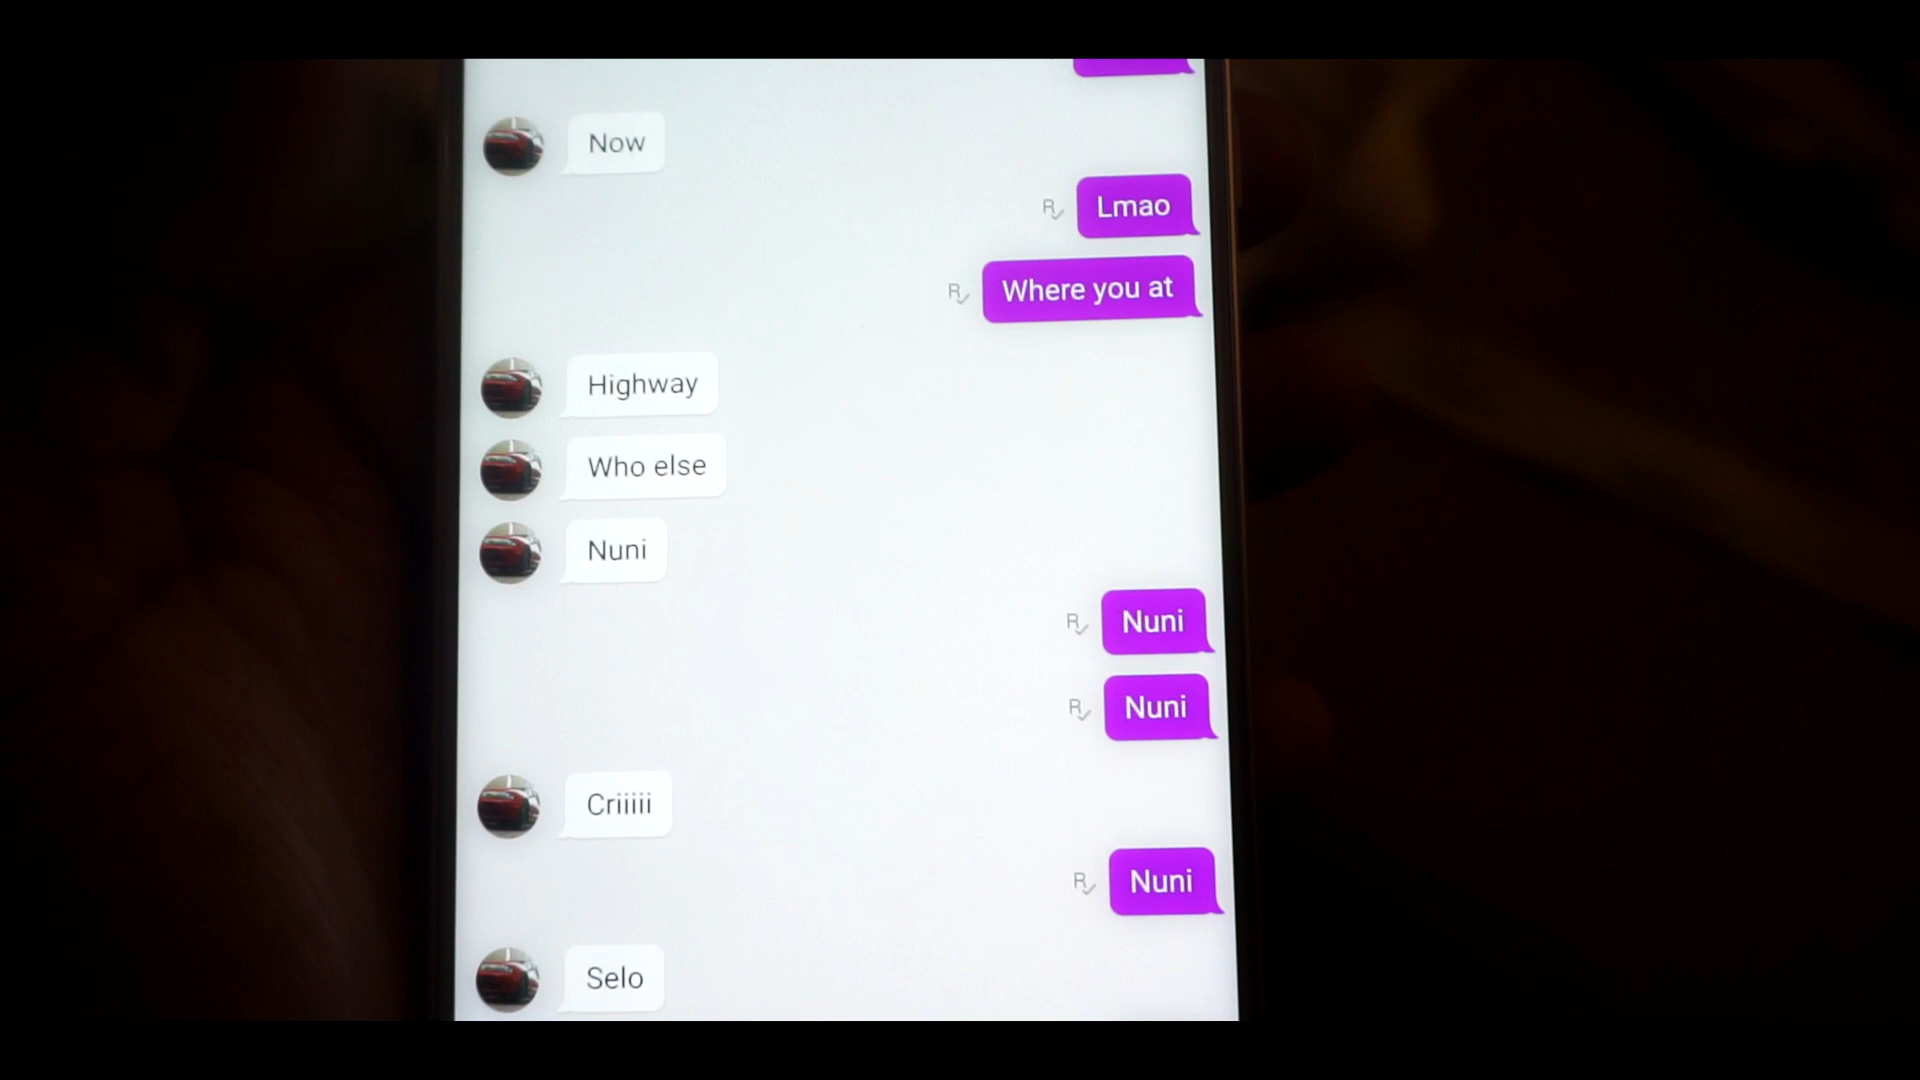 Now
R Lmao
R Where you at
Highway
Who else
Nuni
R Nuni
R Nuni
Criiiii
R Nuni
Selo